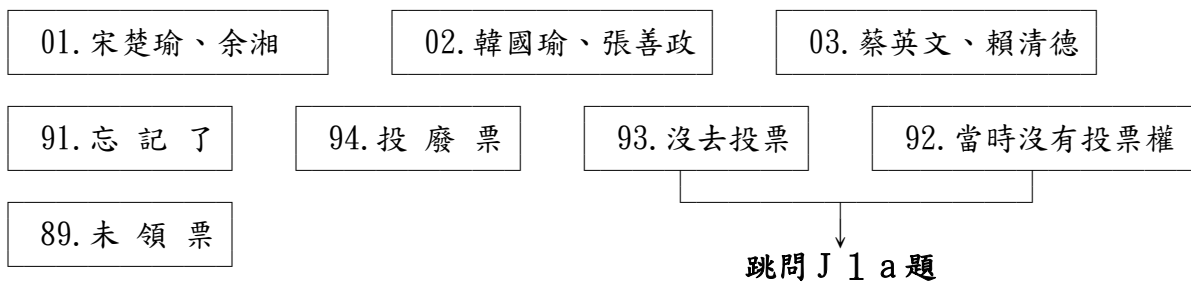 01.宋楚瑜、余湘 02.韓國瑜、張善政 03.蔡英文、賴清德
91.忘 記 了 94.投 廢 票 93.沒去投票 92.當時沒有投票權
89.未 領 票
跳問J1a題